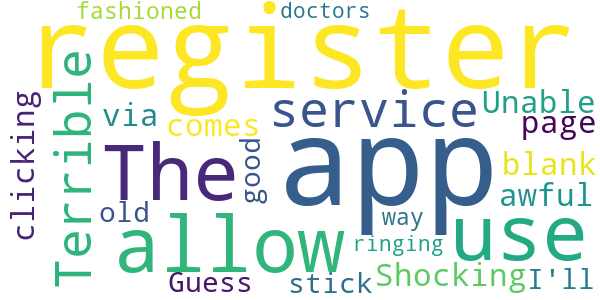 fashioned doctors
register
Terrible
clicking
via
comes
service
Unable
page
The
good
app
blank
awful
old
allow
way
use
ringing
Guess
stick
Shocking
I'll